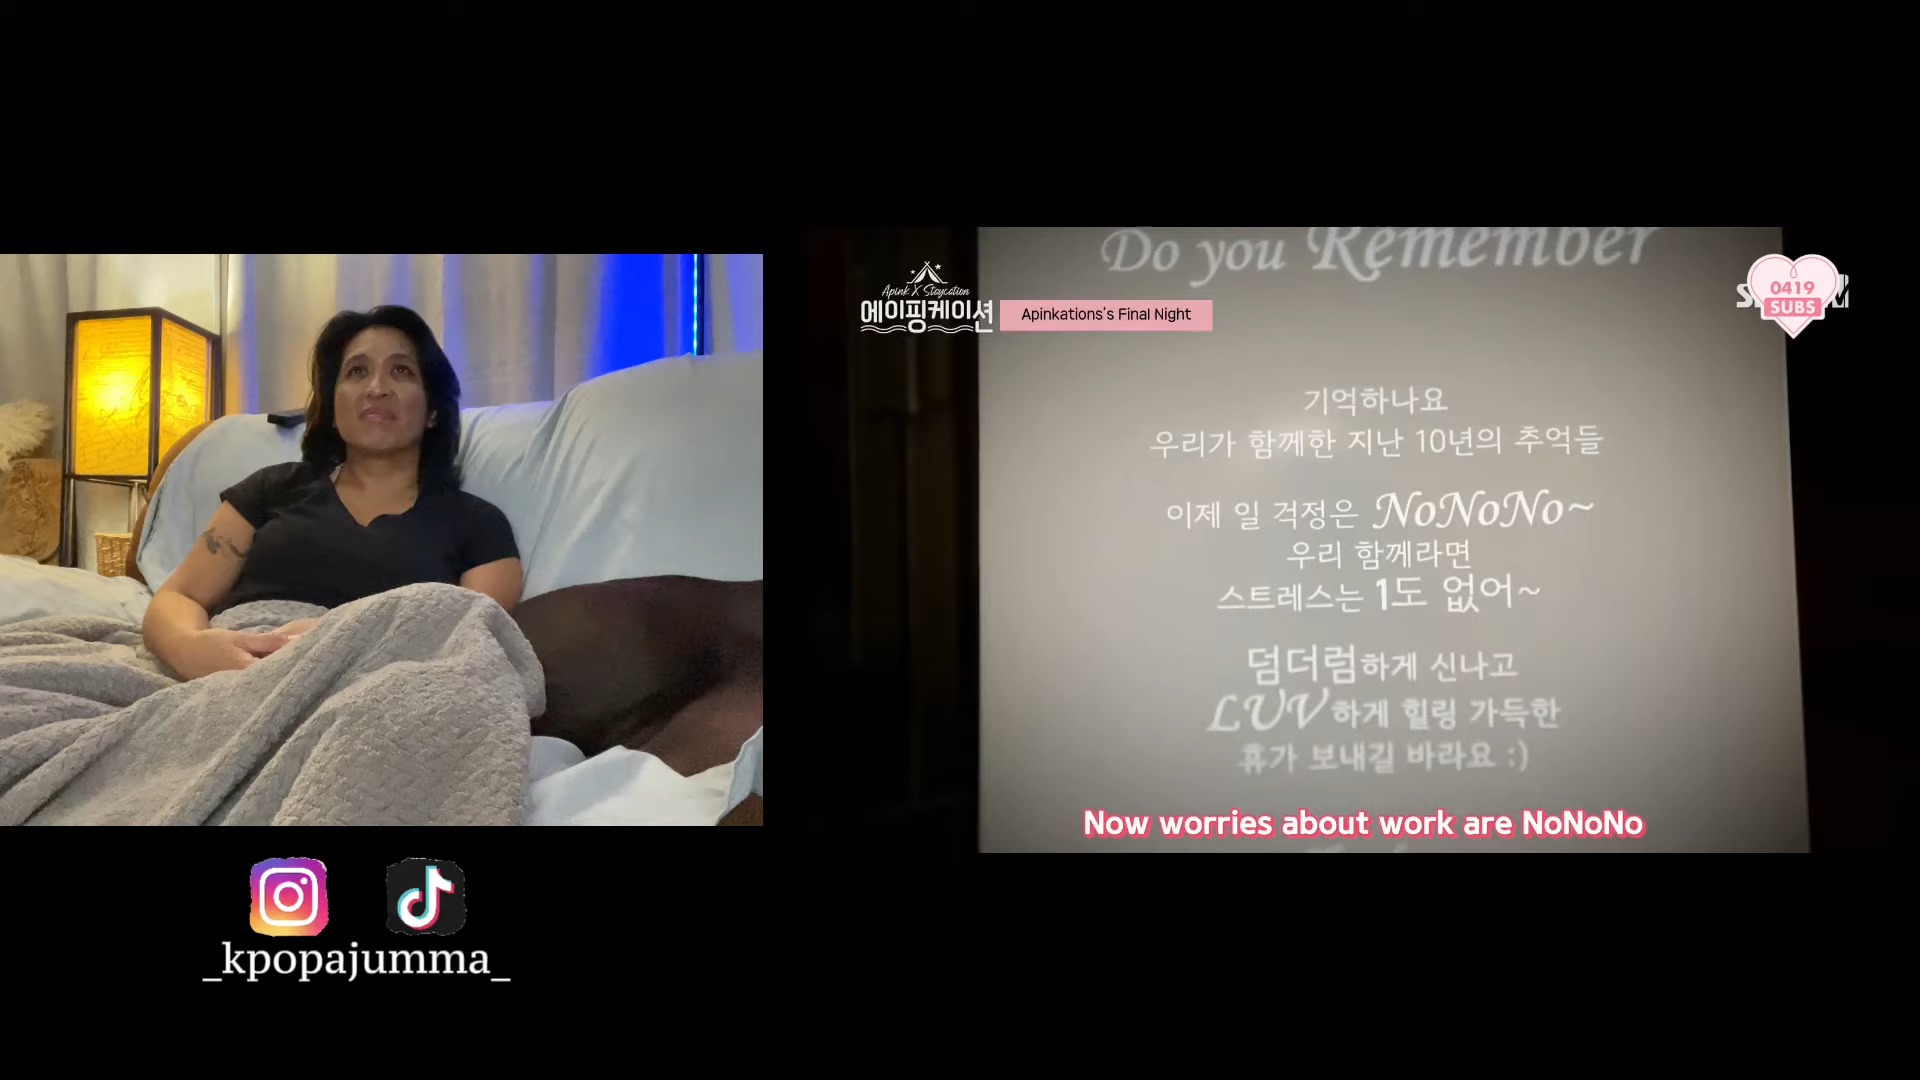 Do you Remember
Apink X Staycation
에이핑케이션
Apinkations's Final Night
0419
SUBS
기억하나요
우리가 함께한 지난 10년의 추억들
이제 일 걱정은 NoNoNo~
우리 함께라면
스트레스는 1도 없어~
덤더럼하게 신나고
LUV하게 힐링 가득한
휴가 보내길 바라요 :)
Now worries about work are NoNoNo
_kpopajumma_